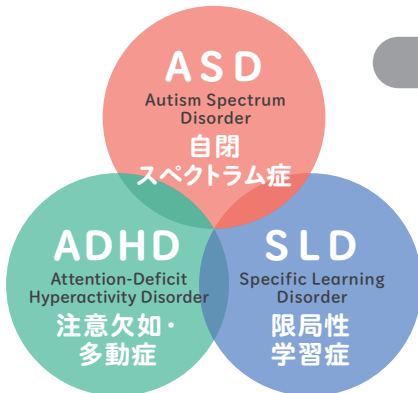 ASD
Autism Spectrum
Disorder
自閉
スペクトラム症
ADHD
Attention-Deficit
Hyperactivity Disorder
注意欠如・
多動症
SLD
Specific Learning
Disorder
限局性
学習症